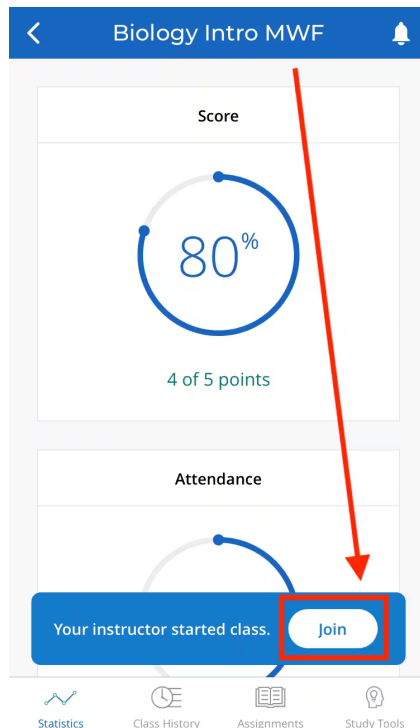 Biology Intro MWF
Score
80%
4 of 5 points
Attendance
Your instructor started class.
Join
Statistics
Class History
Assignments
Study Tools